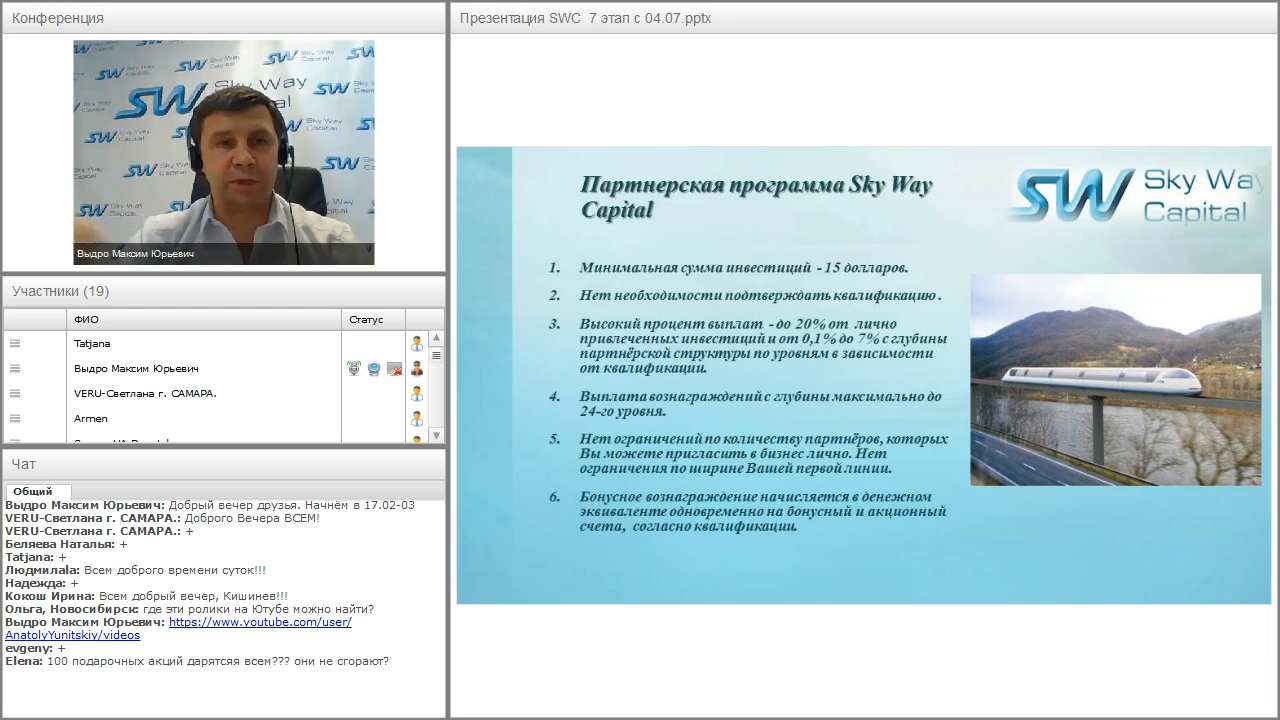 Конференция
Sky Way
Capital
Выдро Максим Юрьевич
Участники (19)
ФИО
Статус
Tatjana
Выдро Максим Юрьевич
VERU-Светлана г. САМАРА.
Armen
Чат
Общий
Выдро Максим Юрьевич: Добрый вечер друзья. Начнём в 17.02-03
VERU-Светлана г. САМАРА.: Доброго Вечера ВСЕМ!
VERU-Светлана г. САМАРА.: +
Беляева Наталья: +
Tatjana: +
Людмилаla: Всем доброго времени суток!!!
Надежда: +
Кокош Ирина: Всем добрый вечер, Кишинев!!!
Ольга, Новосибирск: где эти ролики на Ютубе можно найти?
Выдро Максим Юрьевич: https://www.youtube.com/user/
AnatolyYunitskiy/videos
evgeny: +
Elena: 100 подарочных акций дарятсяя всем??? они не сгорают?
Презентация SWC 7 этап с 04.07.pptx
Партнерская программа Sky Way
Capital
SW Sky Way
Capital
1. Минимальная сумма инвестиций - 15 долларов.
2. Нет необходимости подтверждать квалификацию .
3. Высокий процент выплат - до 20% от лично
привлеченных инвестиций и от 0,1% до 7% с глубины
партнёрской структуры по уровням в зависимости
от квалификации.
4. Выплата вознаграждений с глубины максимально до
24-го уровня.
5. Нет ограничений по количеству партнёров, которых
Вы можете пригласить в бизнес лично. Нет
ограничения по ширине Вашей первой линии.
6. Бонусное вознаграждение начисляется в денежном
эквиваленте одновременно на бонусный и акционный
счета, согласно квалификации.